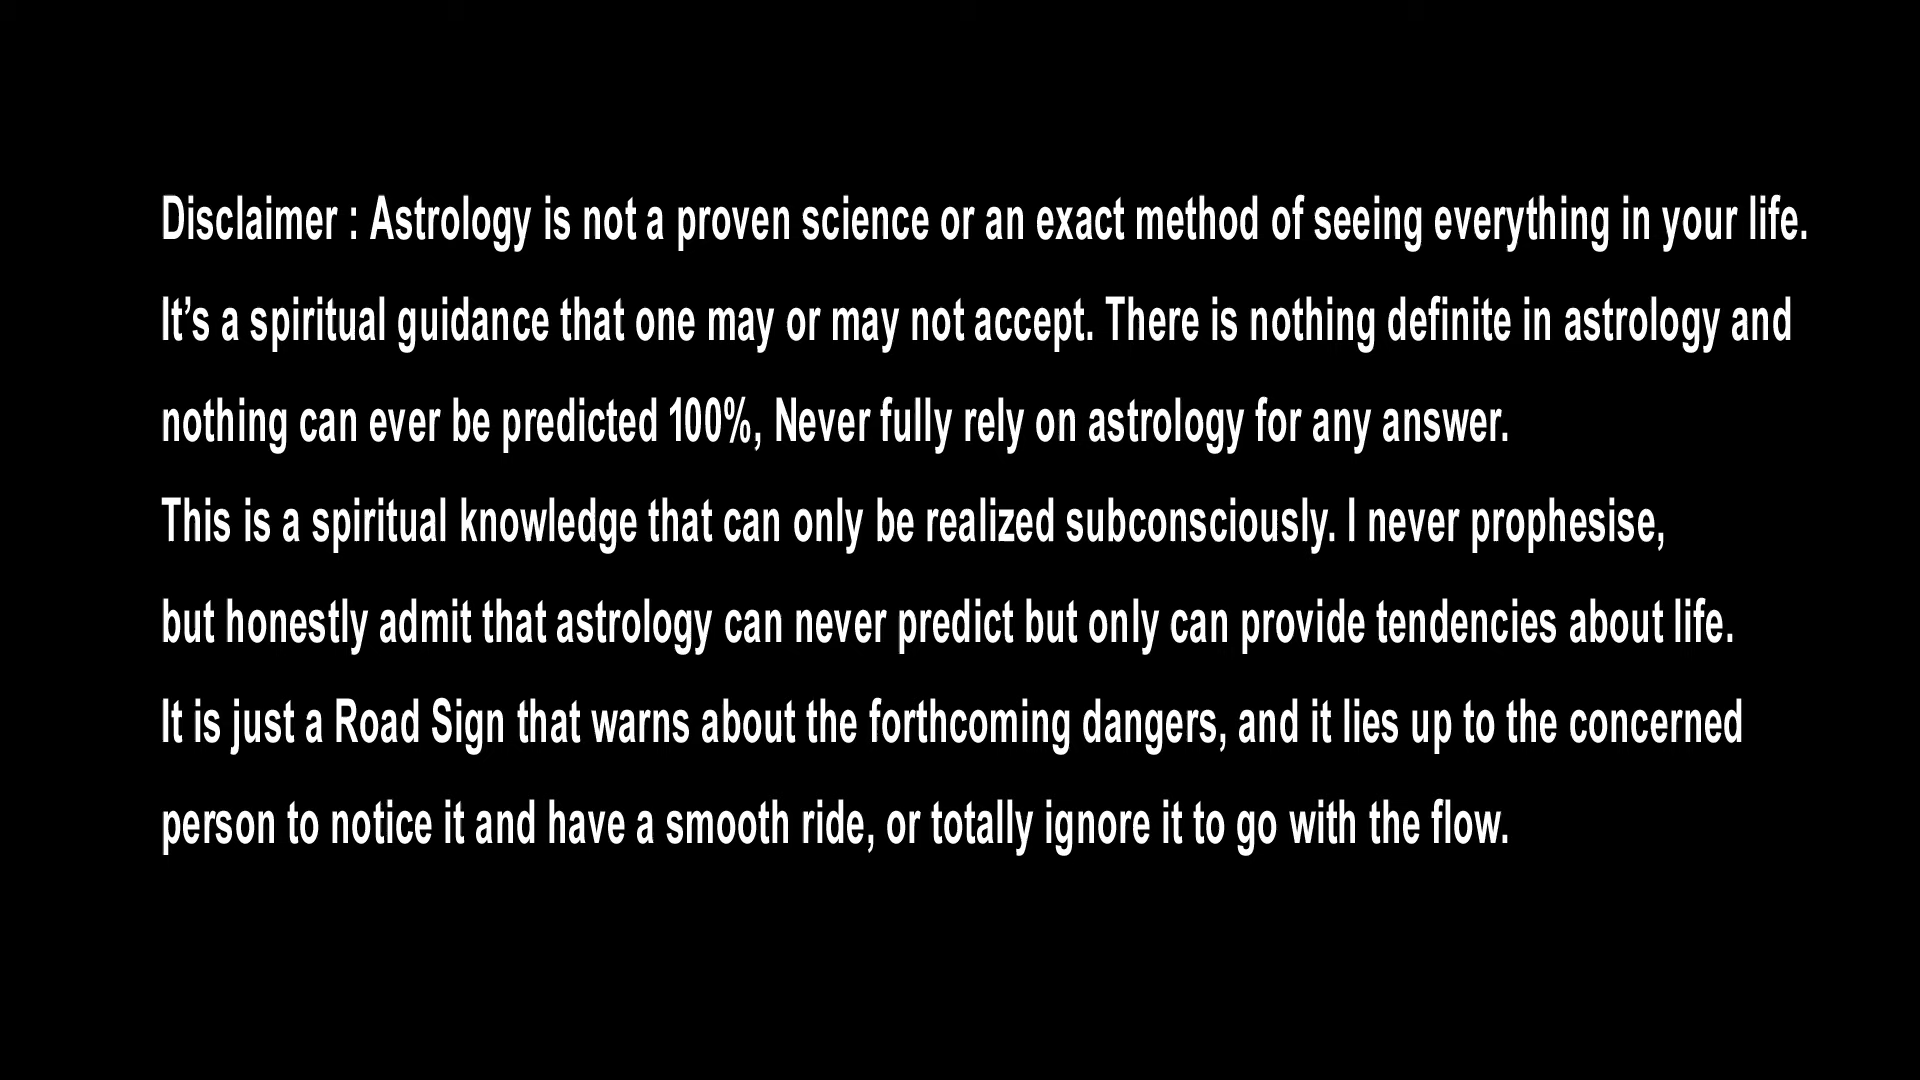 Disclaimer : Astrology is not a proven science or an exact method of seeing everything in your life.
It’s a spiritual guidance that one may or may not accept. There is nothing definite in astrology and
nothing can ever be predicted 100%, Never fully rely on astrology for any answer.
This is a spiritual knowledge that can only be realized subconsciously. I never prophesise,
but honestly admit that astrology can never predict but only can provide tendencies about life.
It is just a Road Sign that warns about the forthcoming dangers, and it lies up to the concerned
person to notice it and have a smooth ride, or totally ignore it to go with the flow.